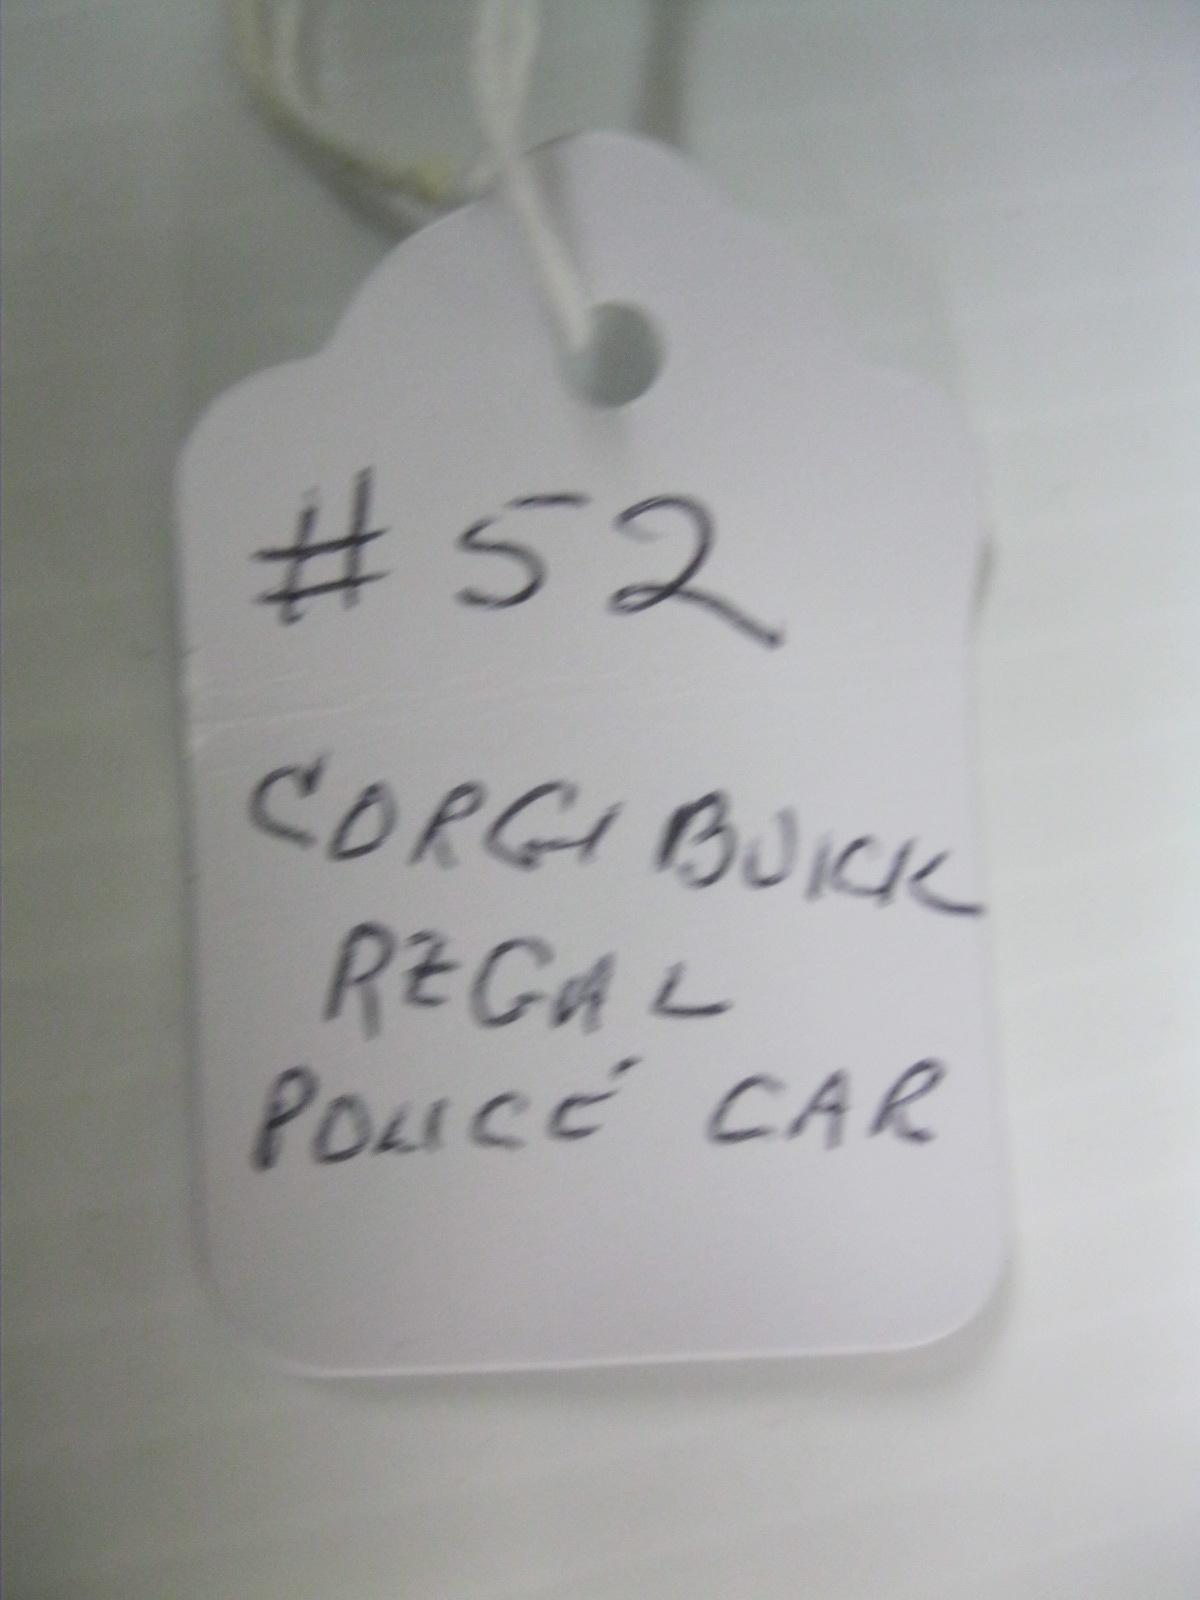 #52
CORGI BUICK
REGAL
POLICE CAR